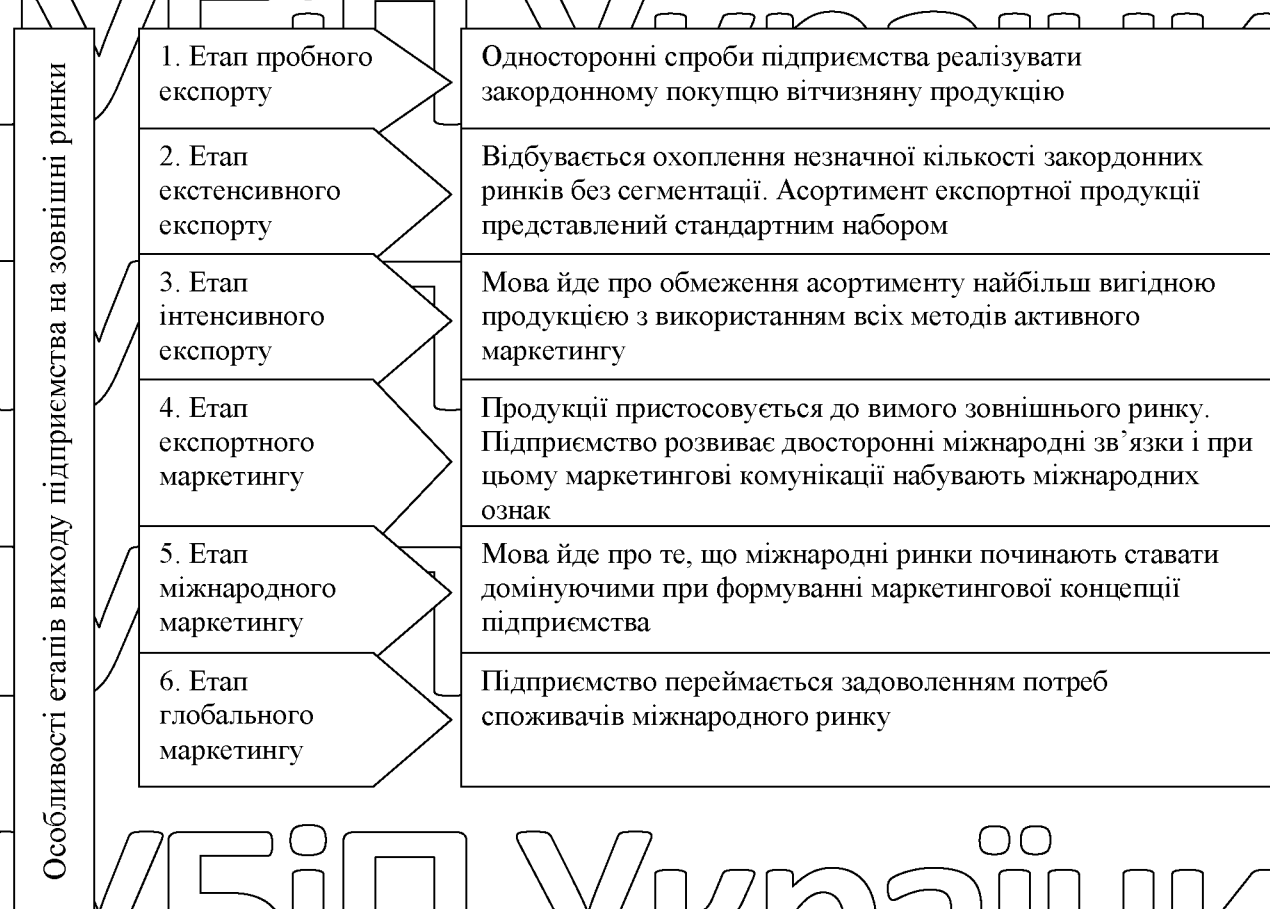 Особливості етапів виходу підприємства на зовнішні ринки
1. Етап пробного
експорту
Односторонні спроби підприємства реалізувати
закордонному покупцю вітчизняну продукцію
2. Етап
екстенсивного
експорту
Відбувається охоплення незначної кількості закордонних
ринків без сегментації. Асортимент експортної продукції
представлений стандартним набором
3. Етап
інтенсивного
експорту
Мова йде про обмеження асортименту найбільш вигідною
продукцією з використанням всіх методів активного
маркетингу
4. Етап
експортного
маркетингу
Продукції пристосовується до вимого зовнішнього ринку.
Підприємство розвиває двосторонні міжнародні зв’язки і при
цьому маркетингові комунікації набувають міжнародних
ознак
5. Етап
міжнародного
маркетингу
Мова йде про те, що міжнародні ринки починають ставати
домінуючими при формуванні маркетингової концепції
підприємства
6. Етап
глобального
маркетингу
Підприємство переймається задоволенням потреб
споживачів міжнародного ринку